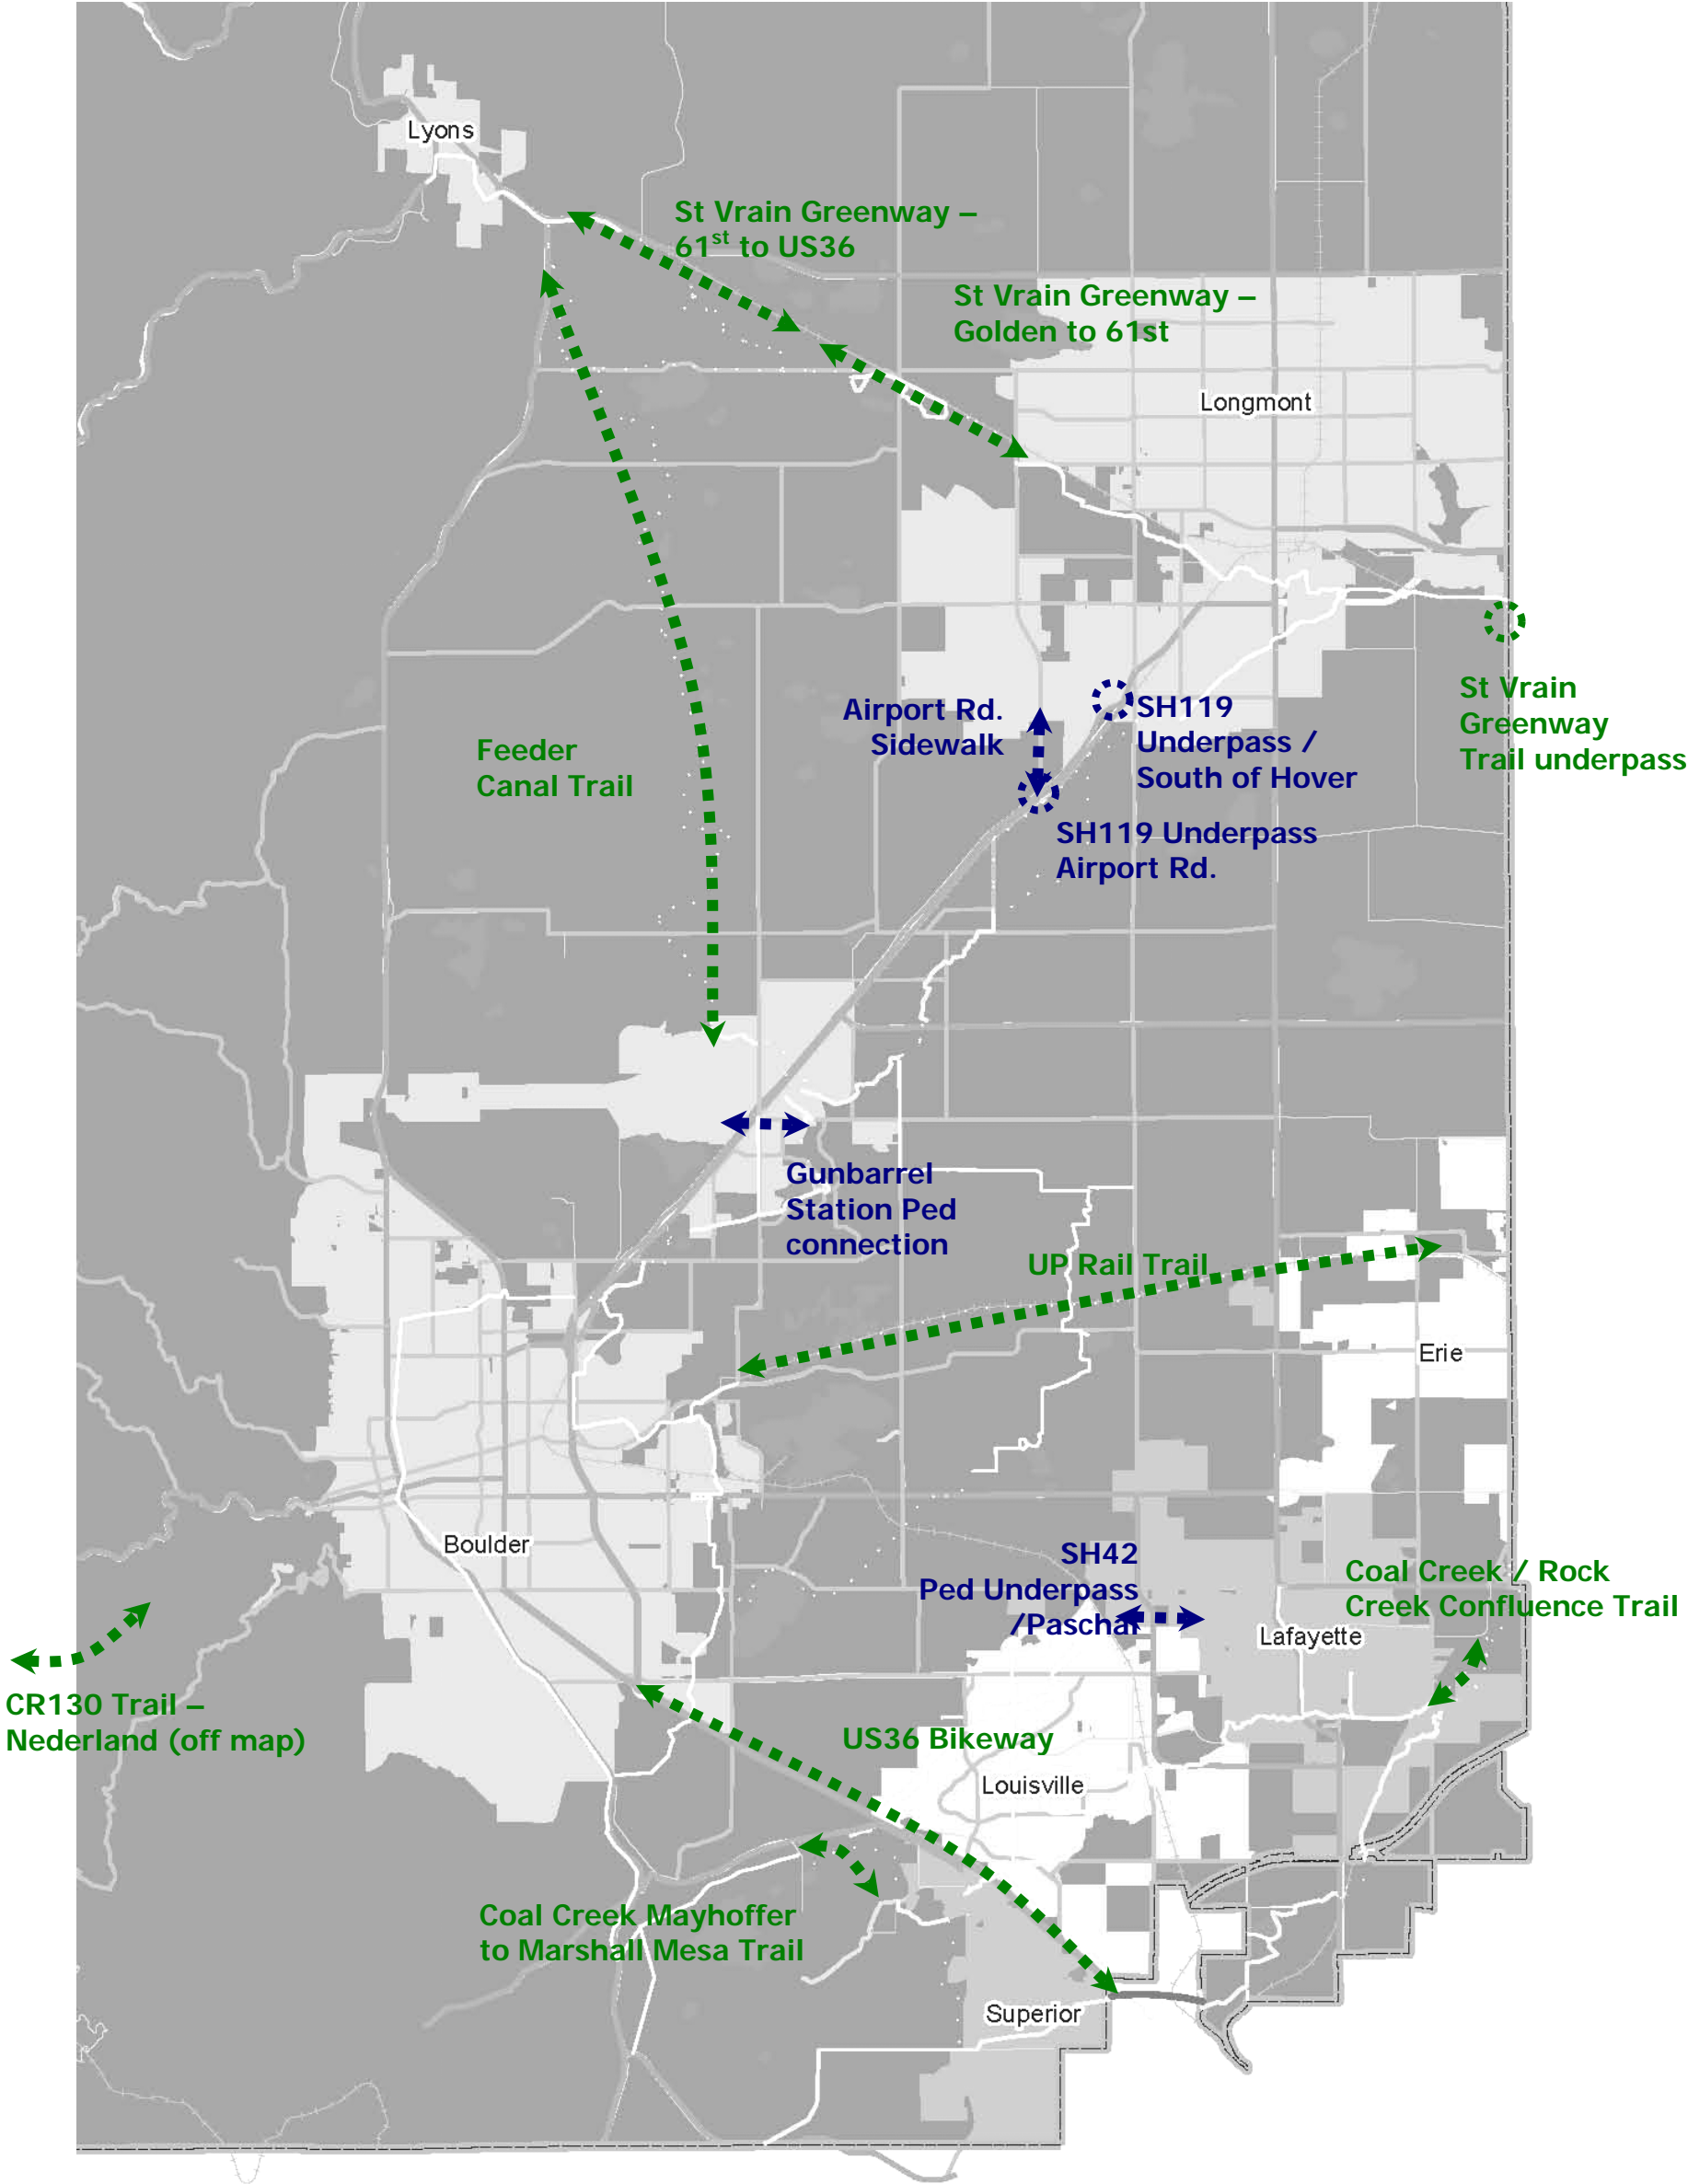 Lyons
St Vrain Greenway –
61st to US36
St Vrain Greenway –
Golden to 61st
Longmont
St Vrain
Greenway
Trail underpass
Airport Rd.
Sidewalk
SH119
Underpass /
South of Hover
Feeder
Canal Trail
SH119 Underpass
Airport Rd.
Gunbarrel
Station Ped
connection
UP Rail Trail
Erie
Boulder
SH42
Ped Underpass
/Paschal
Coal Creek / Rock
Creek Confluence Trail
Lafayette
CR130 Trail –
Nederland (off map)
US36 Bikeway
Louisville
Coal Creek Mayhoffer
to Marshall Mesa Trail
Superior